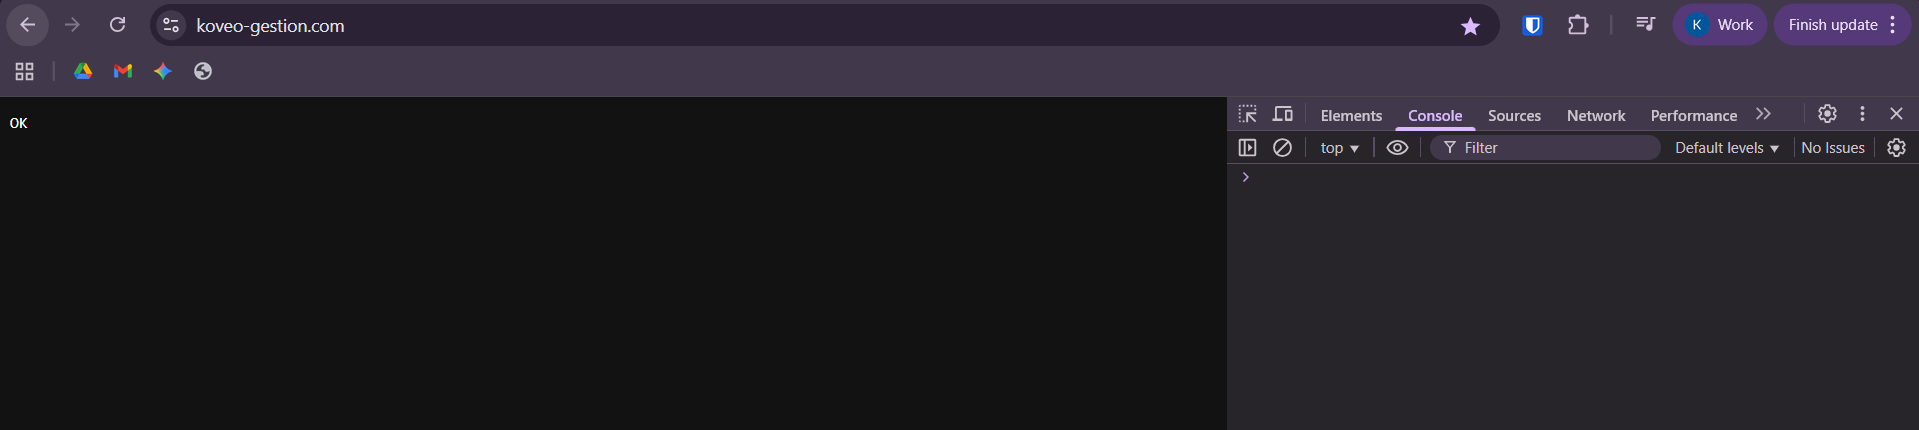 koveo-gestion.com
K Work
Finish update
OK
Elements Console Sources Network Performance
top Filter Default levels No Issues